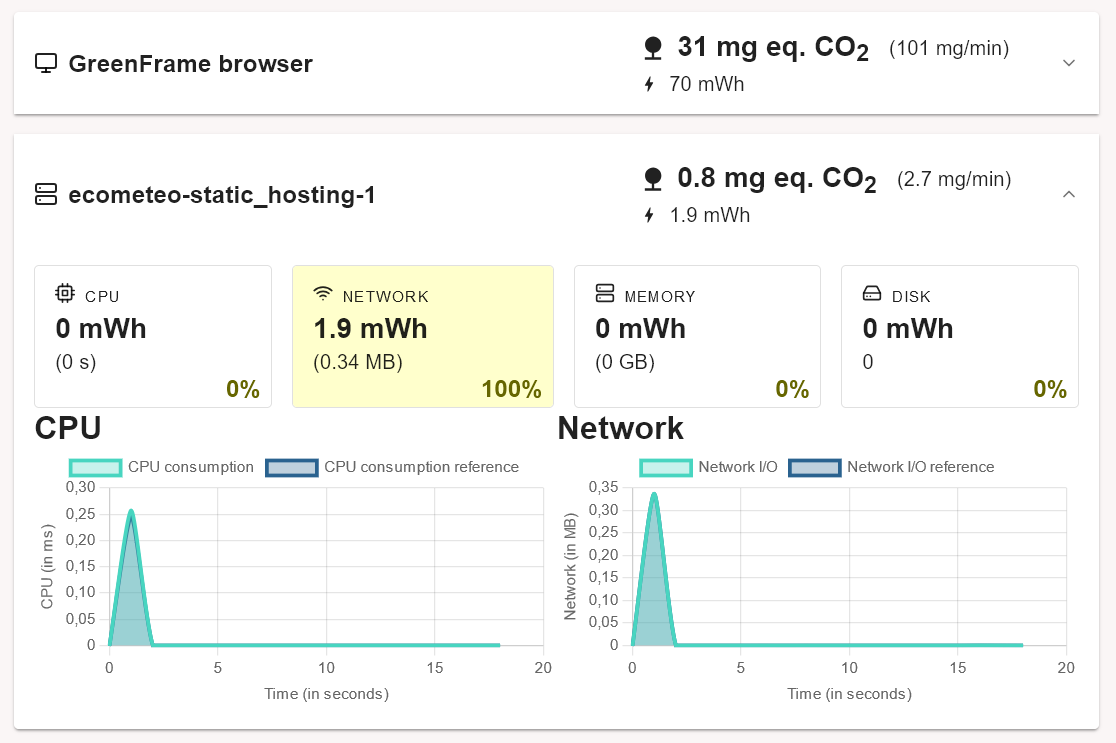 GreenFrame browser
31 mg eq. CO2 (101 mg/min)
70 mWh
ecometeo-static_hosting-1
0.8 mg eq. CO2 (2.7 mg/min)
1.9 mWh
CPU
0 mWh
(0 s)
0%
NETWORK
1.9 mWh
(0.34 MB)
100%
MEMORY
0 mWh
(0 GB)
0%
DISK
0 mWh
0
0%
CPU
CPU consumption CPU consumption reference
CPU (in ms)
0,30
0,25
0,20
0,15
0,10
0,05
0
0 5 10 15 20
Time (in seconds)
Network
Network I/O Network I/O reference
Network (in MB)
0,35
0,30
0,25
0,20
0,15
0,10
0,05
0
0 5 10 15 20
Time (in seconds)